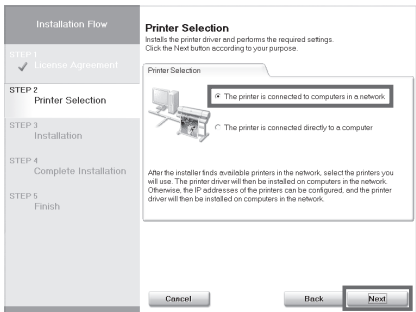 Installation Flow
STEP 1
License Agreement
STEP 2
Printer Selection
STEP 3
Installation
STEP 4
Complete Installation
STEP 5
Finish
Printer Selection
Installs the printer driver and performs the required settings.
Click the Next button according to your purpose.
Printer Selection
The printer is connected to computers in a network
The printer is connected directly to a computer
After the installer finds available printers in the network, select the printers you
will use. The printer driver will then be installed on computers in the network.
Otherwise, the IP addresses of the printers can be configured, and the printer
driver will then be installed on computers in the network.
Cancel
Back
Next